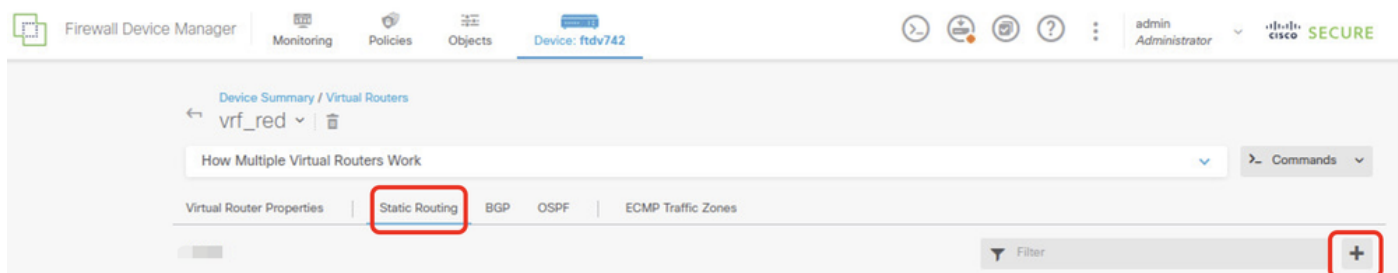 Firewall Device Manager
Monitoring
Policies
Objects
Device: ftdv742
admin
Administrator
cisco SECURE
Device Summary / Virtual Routers
vrf_red
How Multiple Virtual Routers Work
>_ Commands
Virtual Router Properties
Static Routing
BGP
OSPF
ECMP Traffic Zones
Filter